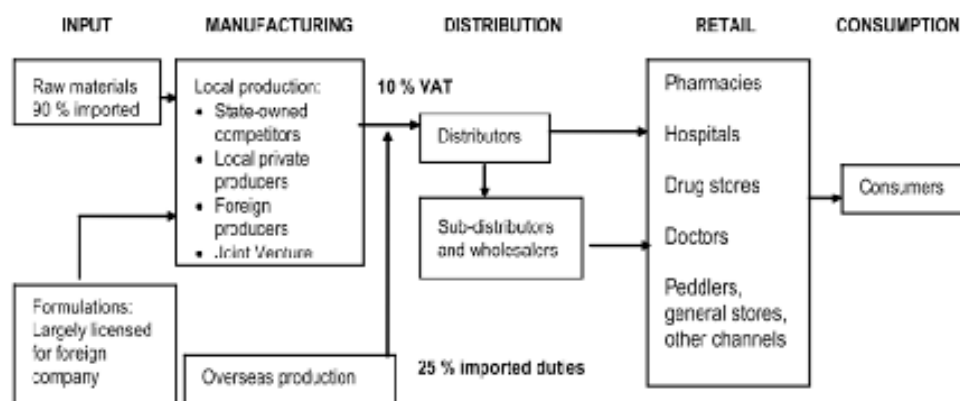 INPUT
MANUFACTURING
DISTRIBUTION
RETAIL
CONSUMPTION
Raw materials
90 % imported
Local production:
• State-owned
competitors
• Local private
producers
• Foreign
producers
• Joint Venture
10 % VAT
Distributors
Sub-distributors
and wholesalers
Pharmacies
Hospitals
Drug stores
Doctors
Peddlers,
general stores,
other channels
Consumers
Formulations:
Largely licensed
for foreign
company
Overseas production
25 % imported duties